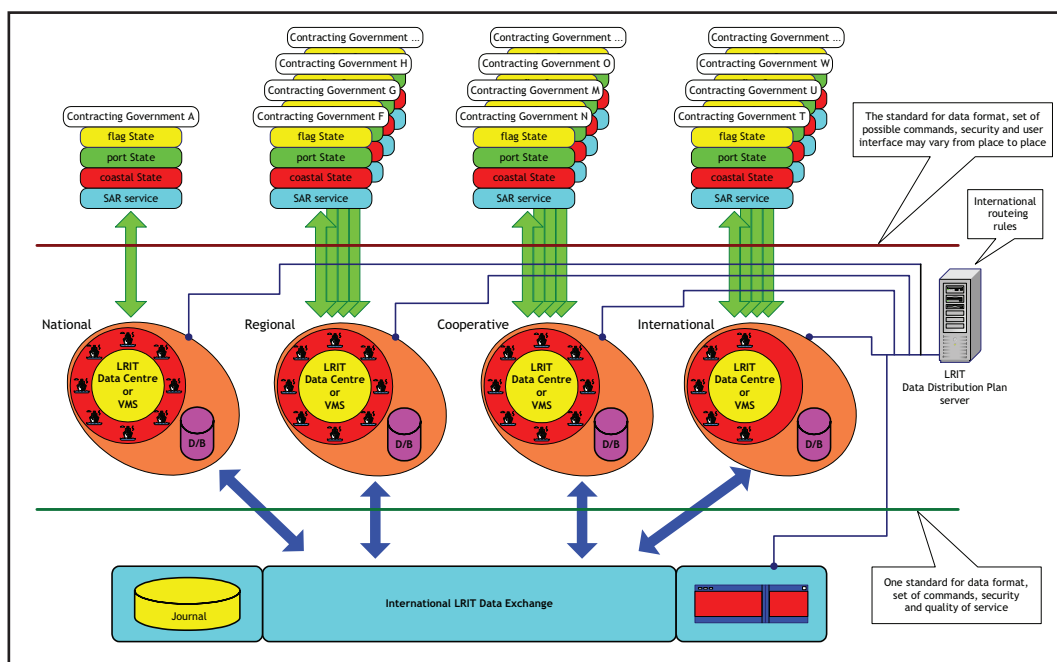 Contracting Government ...
Contracting Government ...
Contracting Government ...
Contracting Government H
Contracting Government O
Contracting Government W
Contracting Government G
Contracting Government M
Contracting Government U
Contracting Government A
Contracting Government F
Contracting Government N
Contracting Government T
flag State
port State
coastal State
SAR service
flag State
port State
coastal State
SAR service
flag State
port State
coastal State
SAR service
flag State
port State
coastal State
SAR service
The standard for data format, set of
possible commands, security and user
interface may vary from place to place
International
routeing
rules
National
Regional
Cooperative
International
LRIT
Data Centre
or
VMS
D/B
LRIT
Data Centre
or
VMS
D/B
LRIT
Data Centre
or
VMS
D/B
LRIT
Data Centre
or
VMS
D/B
LRIT
Data Distribution Plan
server
Journal
International LRIT Data Exchange
One standard for data format,
set of commands, security
and quality of service